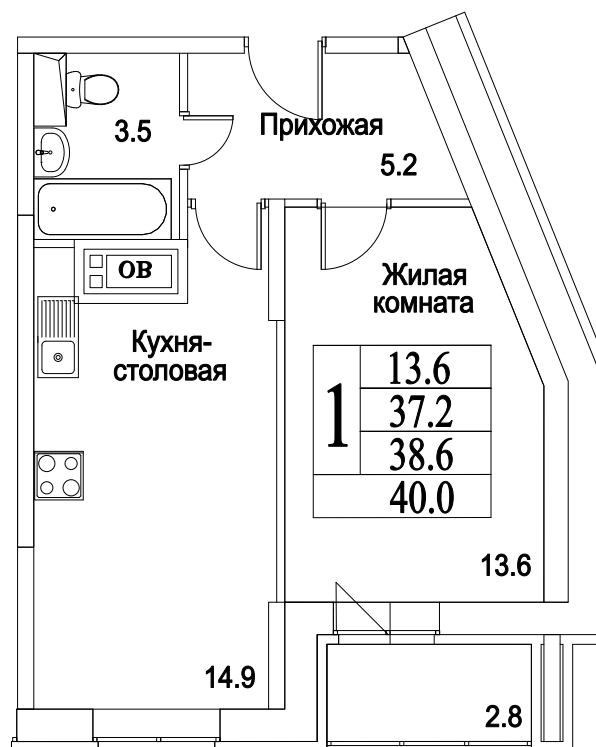 3.5
Прихожая
5.2
ОВ
Жилая
комната
Кухня-
столовая
1
13.6
37.2
38.6
40.0
13.6
14.9
2.8